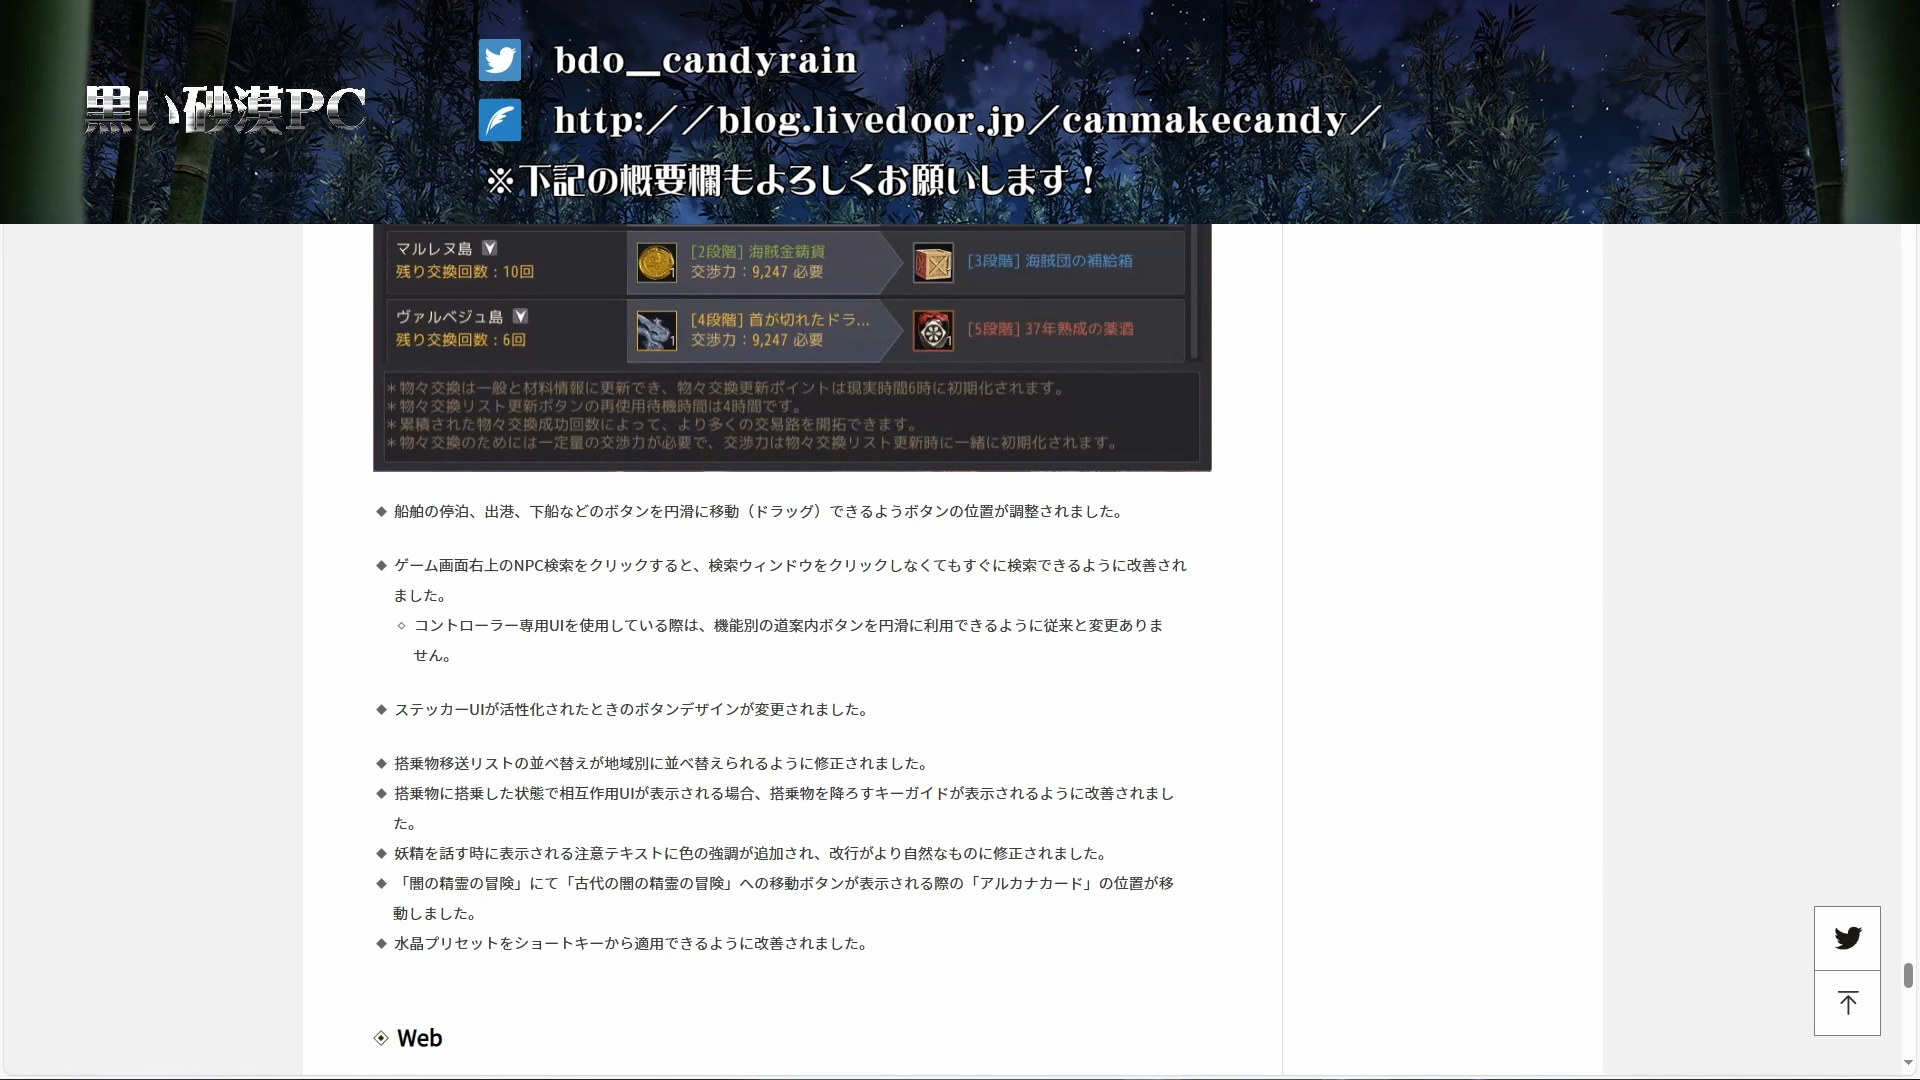 黒い砂漠PC
bdo__candyrain
http://blog.livedoor.jp/canmakecandy/
※下記の概要欄もよろしくお願いします！
マルレヌ島
残り交換回数：10回
1
[2段階] 海賊金鋳貨
交渉力：9,247 必要
[3段階] 海賊団の補給箱
ヴァルベジュ島
残り交換回数：6回
1
[4段階] 首が切れたドラ...
交渉力：9,247 必要
1
[5段階] 37年熟成の薬酒
＊物々交換は一般と材料情報に更新でき、物々交換更新ポイントは現実時間6時に初期化されます。
＊物々交換リスト更新ボタンの再使用待機時間は4時間です。
＊累積された物々交換成功回数によって、より多くの交易路を開拓できます。
＊物々交換のためには一定量の交渉力が必要で、交渉力は物々交換リスト更新時に一緒に初期化されます。
◆ 船舶の停泊、出港、下船などのボタンを円滑に移動（ドラッグ）できるようボタンの位置が調整されました。
◆ ゲーム画面右上のNPC検索をクリックすると、検索ウィンドウをクリックしなくてもすぐに検索できるように改善され
ました。
◇ コントローラー専用UIを使用している際は、機能別の道案内ボタンを円滑に利用できるように従来と変更ありま
せん。
◆ ステッカーUIが活性化されたときのボタンデザインが変更されました。
◆ 搭乗物移送リストの並べ替えが地域別に並べ替えられるように修正されました。
◆ 搭乗物に搭乗した状態で相互作用UIが表示される場合、搭乗物を降ろすキーガイドが表示されるように改善されまし
た。
◆ 妖精を話す時に表示される注意テキストに色の強調が追加され、改行がより自然なものに修正されました。
◆ 「闇の精霊の冒険」にて「古代の闇の精霊の冒険」への移動ボタンが表示される際の「アルカナカード」の位置が移
動しました。
◆ 水晶プリセットをショートキーから適用できるように改善されました。
Web